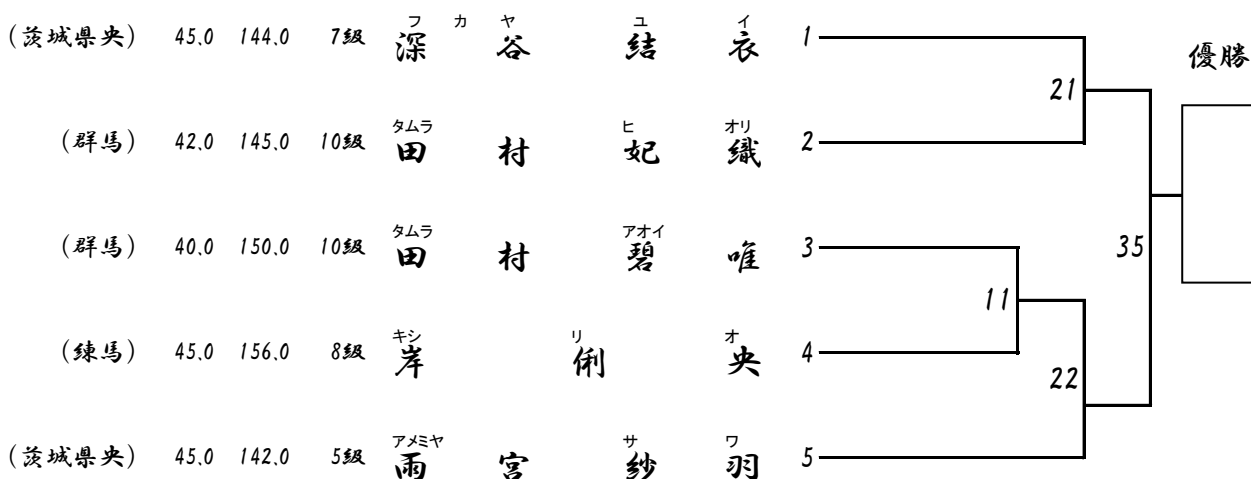 フカヤ ユ イ
(茨城県央) 45.0 144.0 7級 深谷結衣 1
優勝
21
タムラ ヒ オリ
(群馬) 42.0 145.0 10級 田村妃織 2
タムラ アオイ
(群馬) 40.0 150.0 10級 田村碧唯 3
35
11
キシ リ オ
(練馬) 45.0 156.0 8級 岸俐央 4
22
アメミヤ サ ワ
(茨城県央) 45.0 142.0 5級 雨宮紗羽 5